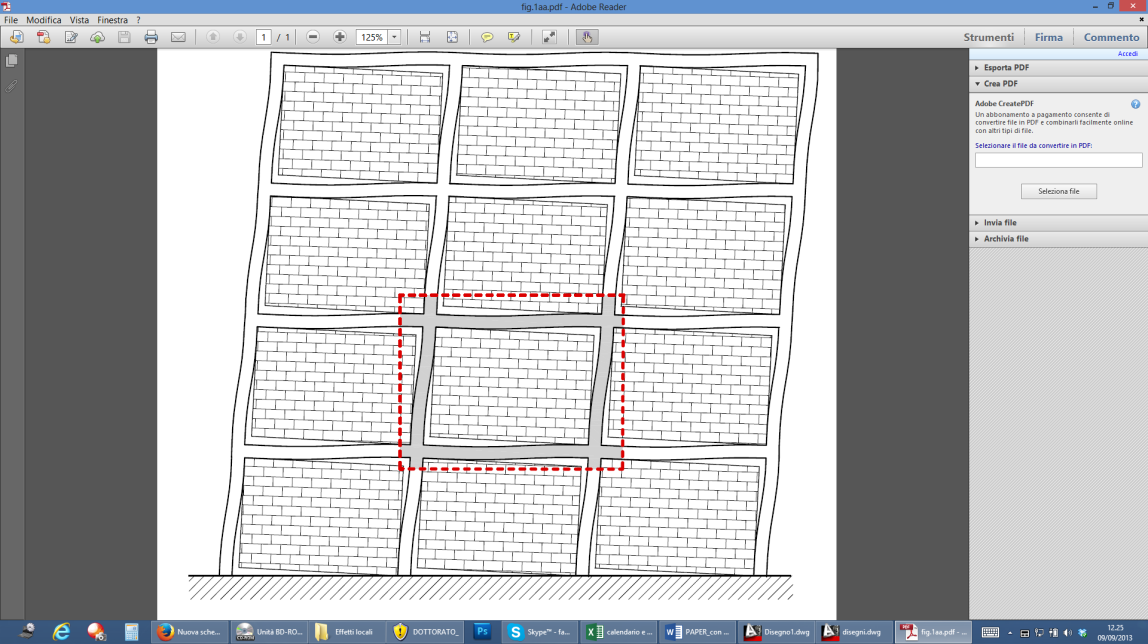 fig.1aa.pdf - Adobe Reader
File Modifica Vista Finestra ?
1 / 1 125% Strumenti Firma Commento
Accedi
Esporta PDF
Crea PDF
Adobe CreatePDF
Un abbonamento a pagamento consente di
convertire file in PDF e combinarli facilmente online
con altri tipi di file.
Selezionare il file da convertire in PDF:
Seleziona file
Invia file
Archivia file
Nuova sche... Unità BD-RO... Effetti locali DOTTORATO_ Ps Skype™ - fa... calendario e ... PAPER_con ... Disegno1.dwg disegni.dwg fig.1aa.pdf - ...
12.25
09/09/2013